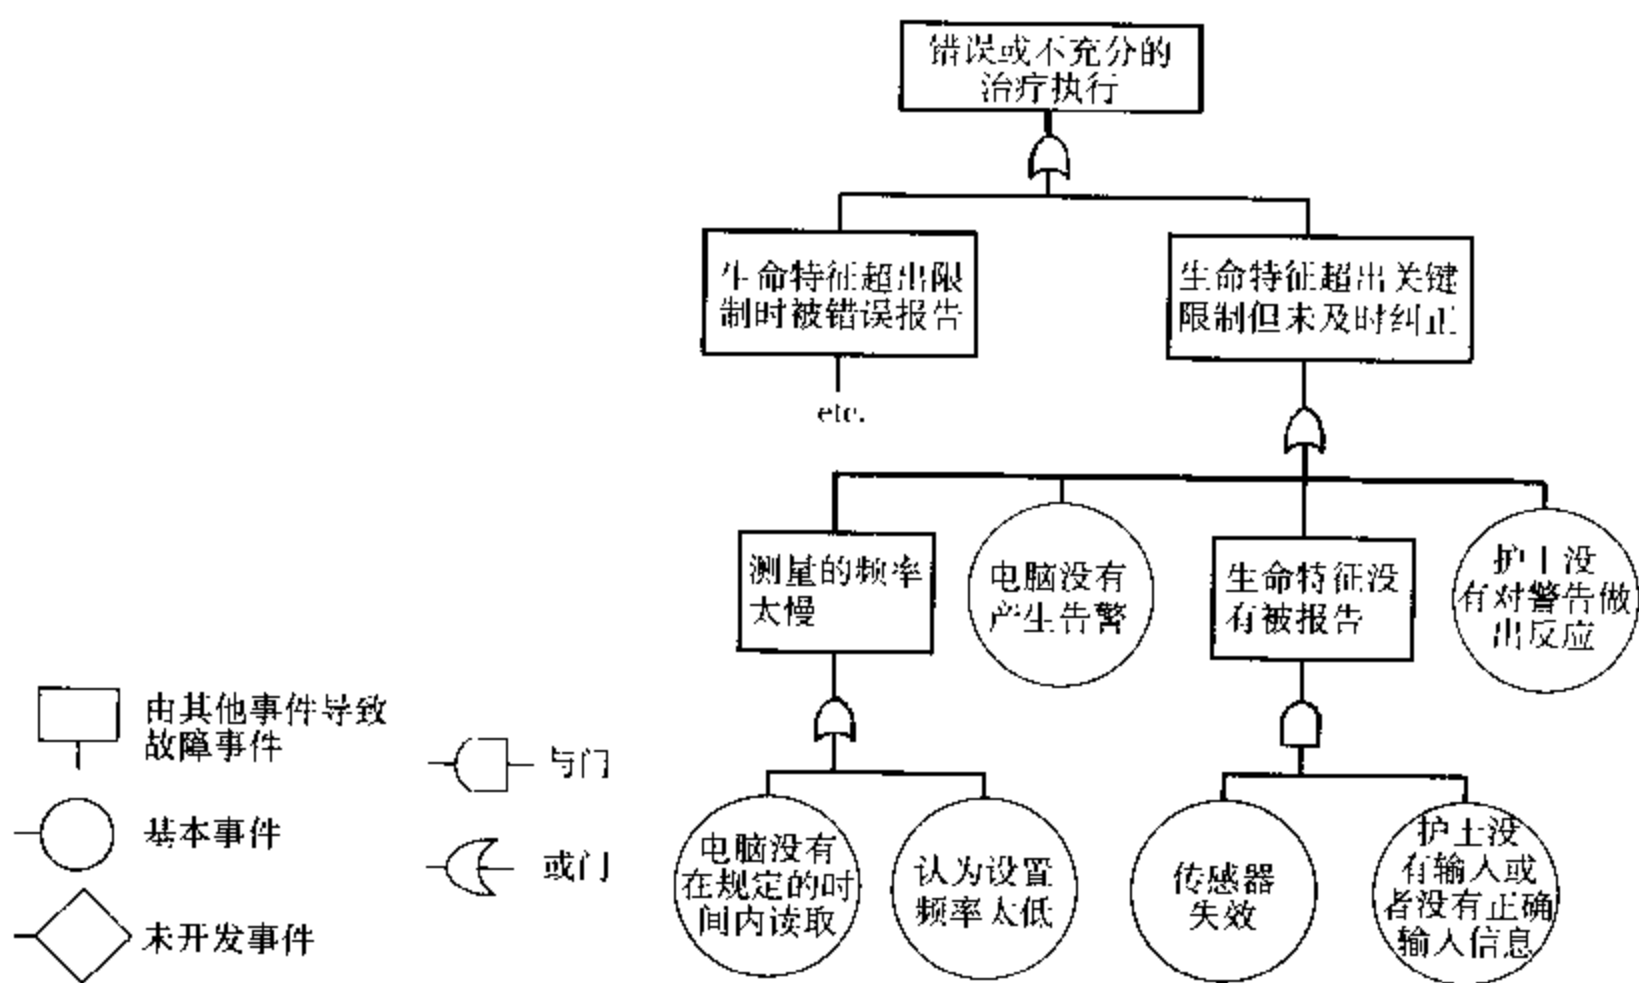 错误或不充分的
治疗执行
生命特征超出限
制时被错误报告
生命特征超出关键
限制但未及时纠正
etc.
测量的频率
太慢
电脑没有
产生告警
生命特征没
有被报告
护士没
有对警告做
出反应
由其他事件导致
故障事件
与门
基本事件
或门
未开发事件
电脑没有
在规定的时
间内读取
认为设置
频率太低
传感器
失效
护士没
有输入或
者没有正确
输入信息